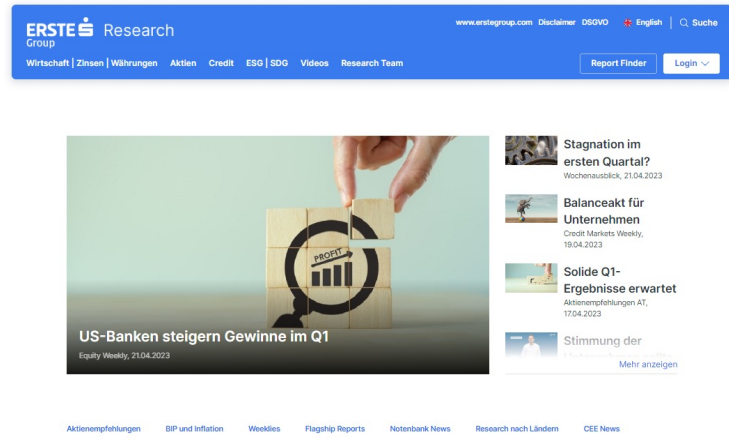 www.erstegroup.com Disclaimer DSGVO English Suche
ERSTE Research
Group
Wirtschaft | Zinsen | Währungen Aktien Credit ESG | SDG Videos Research Team Report Finder Login
PROFIT
US-Banken steigern Gewinne im Q1
Equity Weekly, 21.04.2023
Stagnation im
ersten Quartal?
Wochenausblick, 21.04.2023
Balanceakt für
Unternehmen
Credit Markets Weekly,
19.04.2023
Solide Q1-
Ergebnisse erwartet
Aktienempfehlungen AT,
17.04.2023
Stimmung der
Mehr anzeigen
Aktienempfehlungen BIP und Inflation Weeklies Flagship Reports Notenbank News Research nach Ländern CEE News